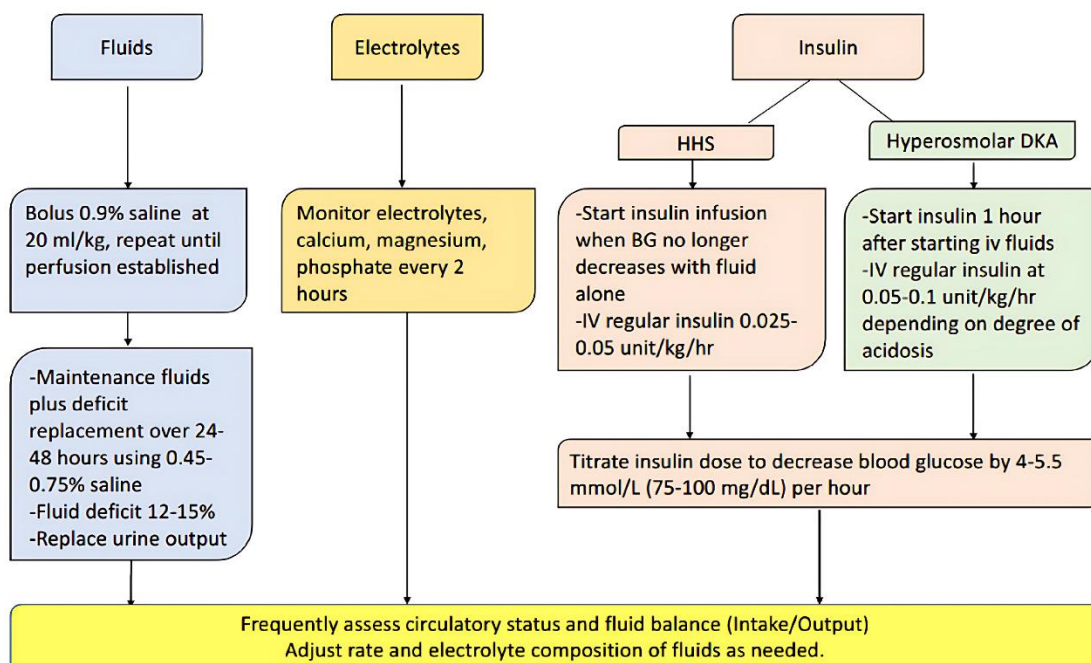 Fluids
Bolus 0.9% saline at
20 ml/kg, repeat until
perfusion established
-Maintenance fluids
plus deficit
replacement over 24-
48 hours using 0.45-
0.75% saline
-Fluid deficit 12-15%
-Replace urine output
Electrolytes
Monitor electrolytes,
calcium, magnesium,
phosphate every 2
hours
Insulin
HHS
-Start insulin infusion
when BG no longer
decreases with fluid
alone
-IV regular insulin 0.025-
0.05 unit/kg/hr
Hyperosmolar DKA
-Start insulin 1 hour
after starting iv fluids
-IV regular insulin at
0.05-0.1 unit/kg/hr
depending on degree of
acidosis
Titrate insulin dose to decrease blood glucose by 4-5.5
mmol/L (75-100 mg/dL) per hour
Frequently assess circulatory status and fluid balance (Intake/Output)
Adjust rate and electrolyte composition of fluids as needed.